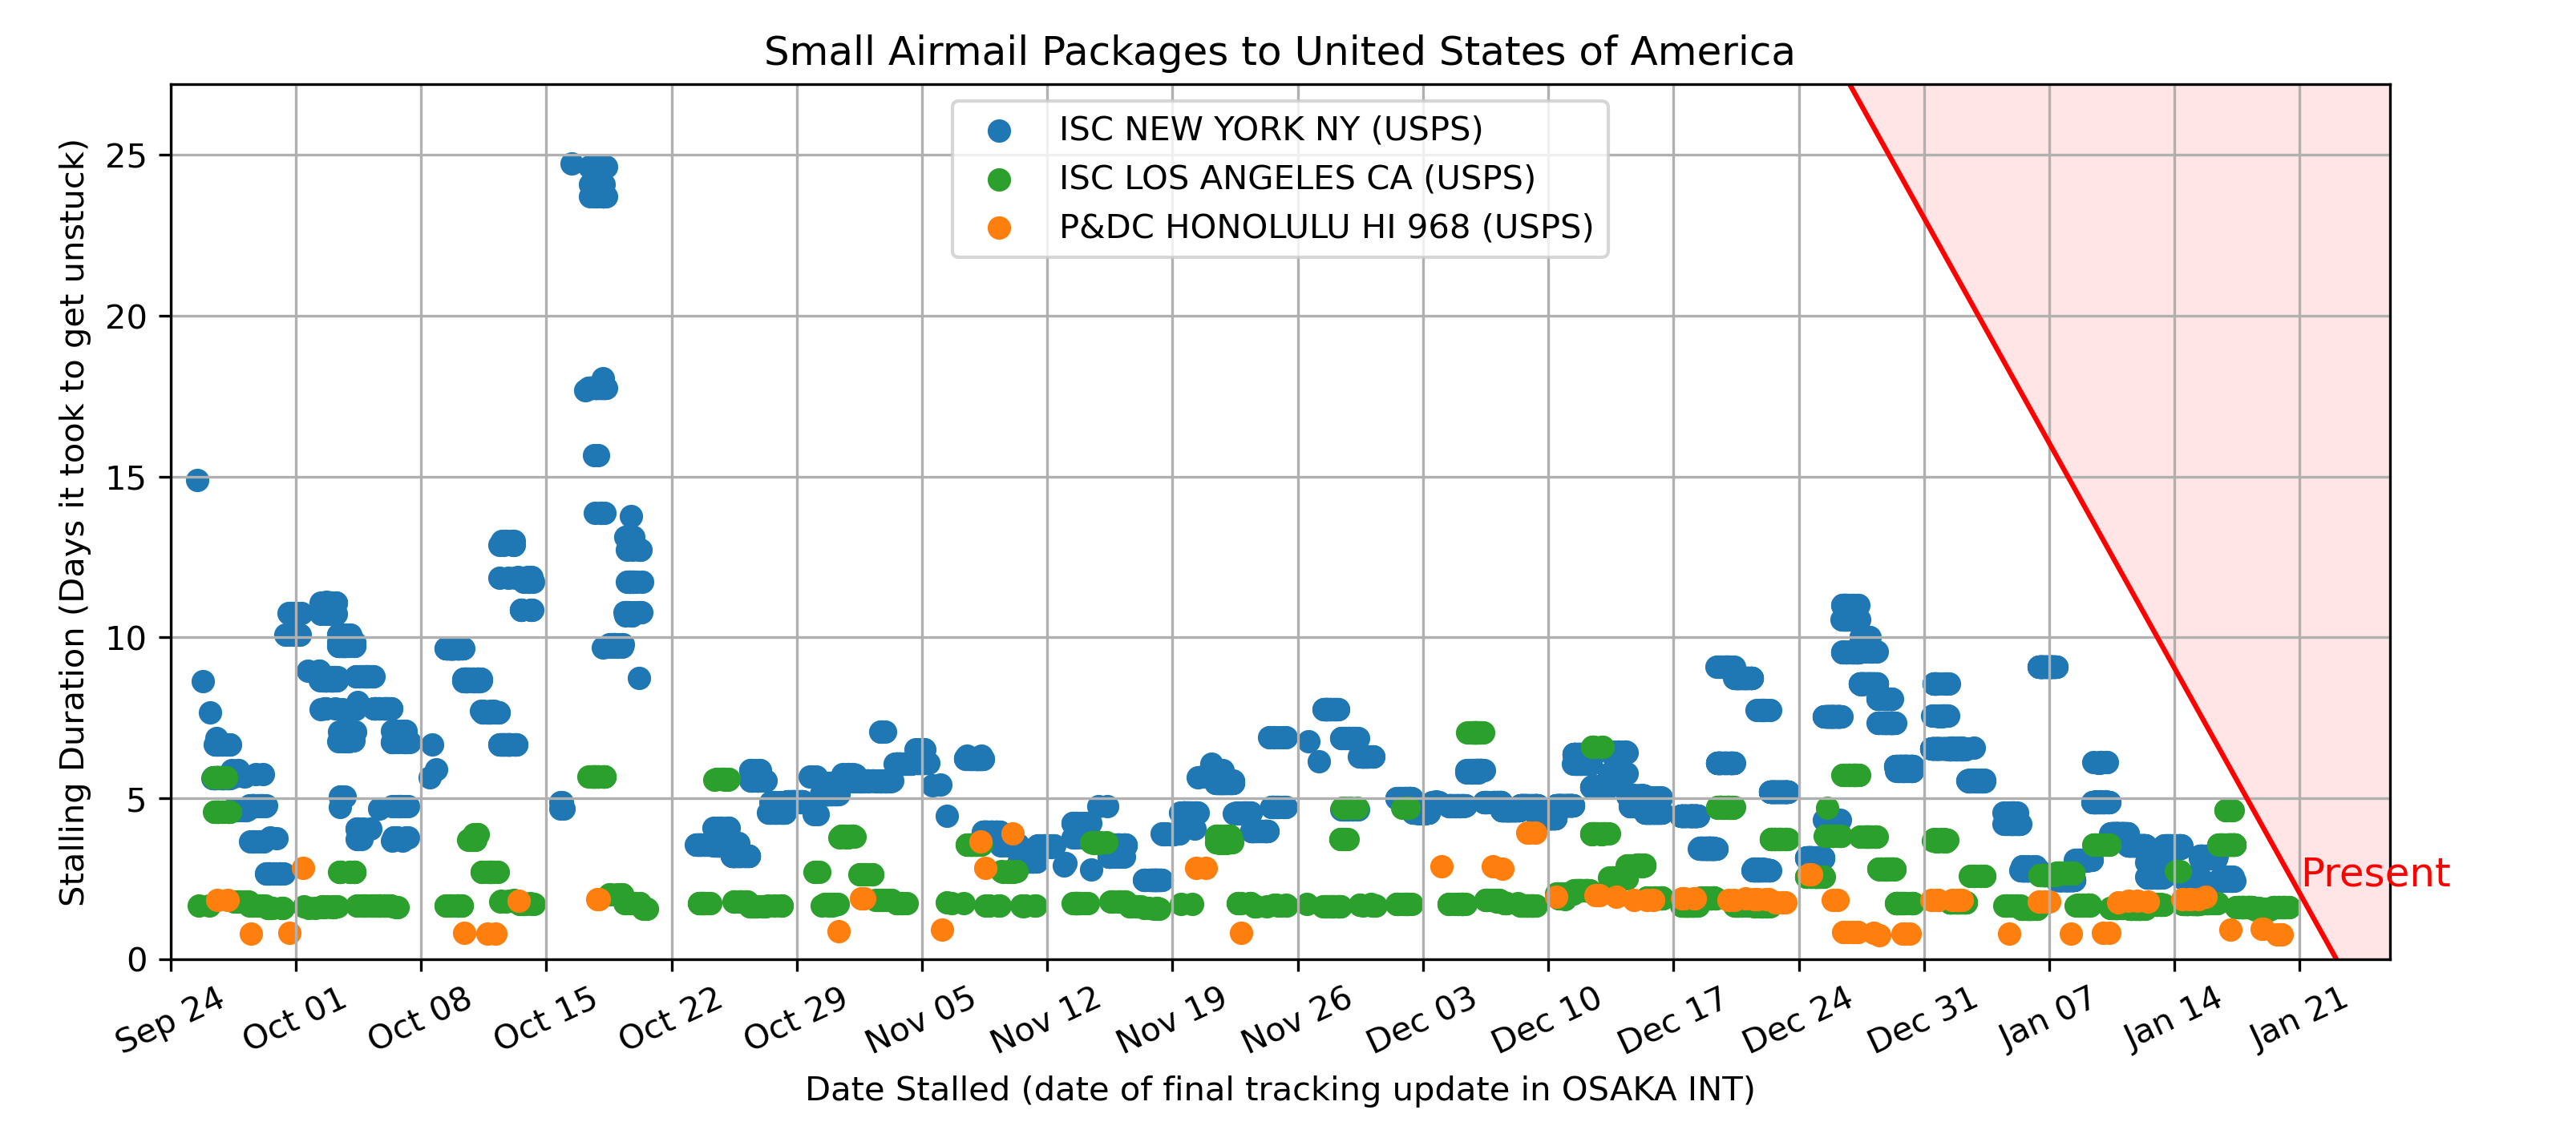 Small Airmail Packages to United States of America
ISC NEW YORK NY (USPS)
ISC LOS ANGELES CA (USPS)
P&DC HONOLULU HI 968 (USPS)
Stalling Duration (Days it took to get unstuck)
25
20
15
10
5
0
Present
Sep 24
Oct 01
Oct 08
Oct 15
Oct 22
Oct 29
Nov 05
Nov 12
Nov 19
Nov 26
Dec 03
Dec 10
Dec 17
Dec 24
Dec 31
Jan 07
Jan 14
Jan 21
Date Stalled (date of final tracking update in OSAKA INT)